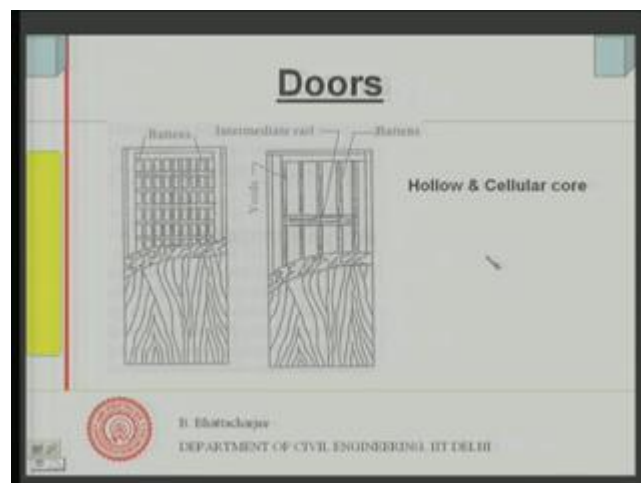 Doors
Battens Intermediate rail Battens
Voids
Hollow & Cellular core
B. Bhattacharjee
DEPARTMENT OF CIVIL ENGINEERING, IIT DELHI